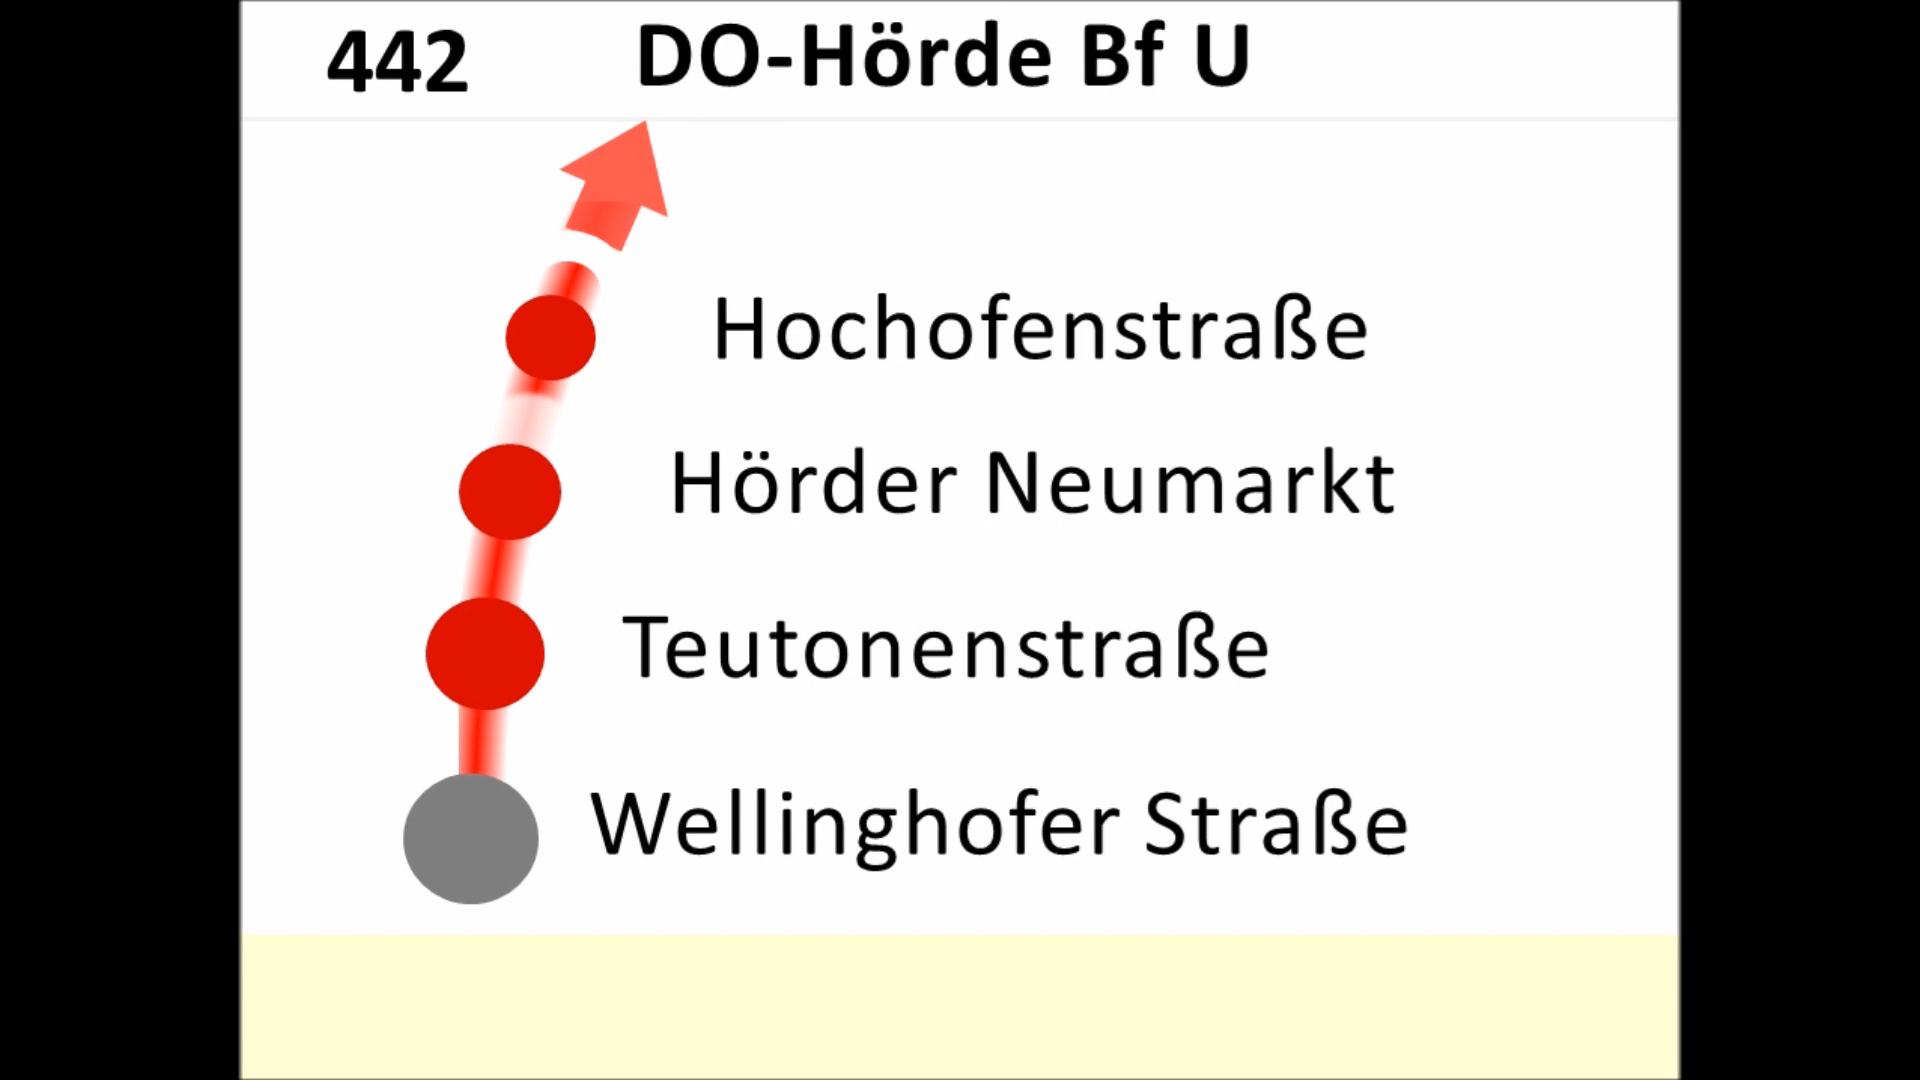 442 DO-Hörde Bf U
Hochofenstraße
Hörder Neumarkt
Teutonenstraße
Wellinghofer Straße